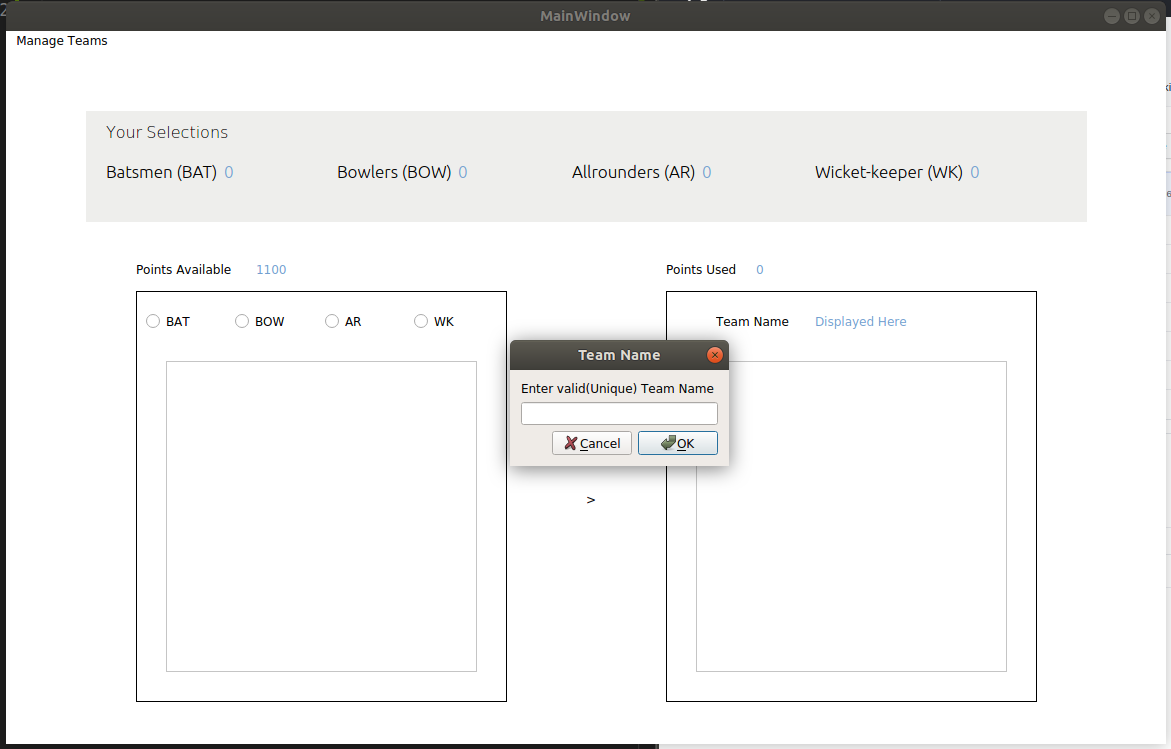 MainWindow
Manage Teams
Your Selections
Batsmen (BAT) 0 Bowlers (BOW) 0 Allrounders (AR) 0 Wicket-keeper (WK) 0
Points Available 1100 Points Used 0
BAT BOW AR WK Team Name Displayed Here
Team Name
Enter valid(Unique) Team Name
Cancel OK
>